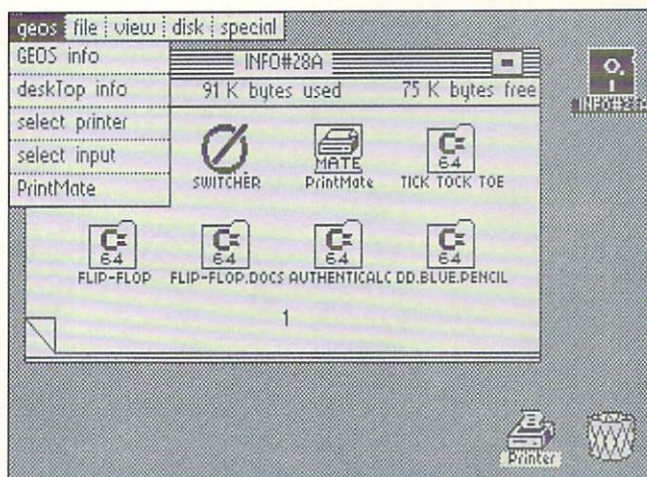 geos file view disk special
GEOS info
deskTop info
select printer
select input
PrintMate
INFO#28A
91 K bytes used 75 K bytes free
INFO#28A
MATE
C= 64
SWITCHER PrintMate TICK TOCK TOE
C= 64 C= 64 C= 64 C= 64
FLIP-FLOP FLIP-FLOP.DOCS AUTHENTICALC DD.BLUE.PENCIL
1
Printer